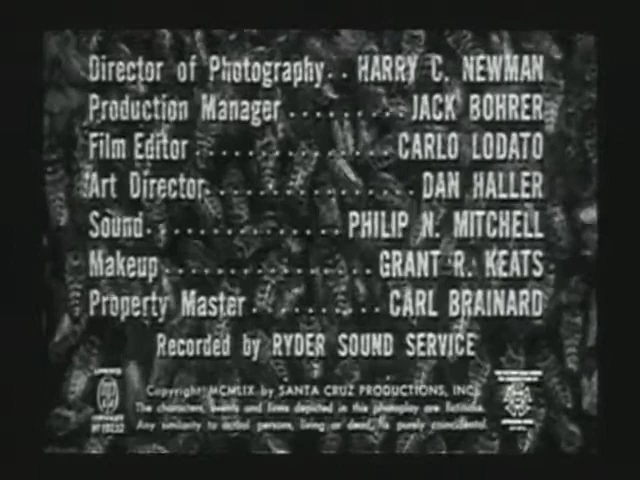 Director of Photography.. HARRY C. NEWMAN
Production Manager ......... JACK BOHRER
Film Editor ............... CARLO LODATO
Art Director............... DAN HALLER
Sound............... PHILIP N. MITCHELL
Makeup............... GRANT R. KEATS
Property Master .......... CARL BRAINARD
Recorded by RYDER SOUND SERVICE
Copyright MCMLIX by SANTA CRUZ PRODUCTIONS, INC.
The characters, events and firms depicted in this photoplay are fictitious.
Any similarity to actual persons, living or dead, is purely coincidental.